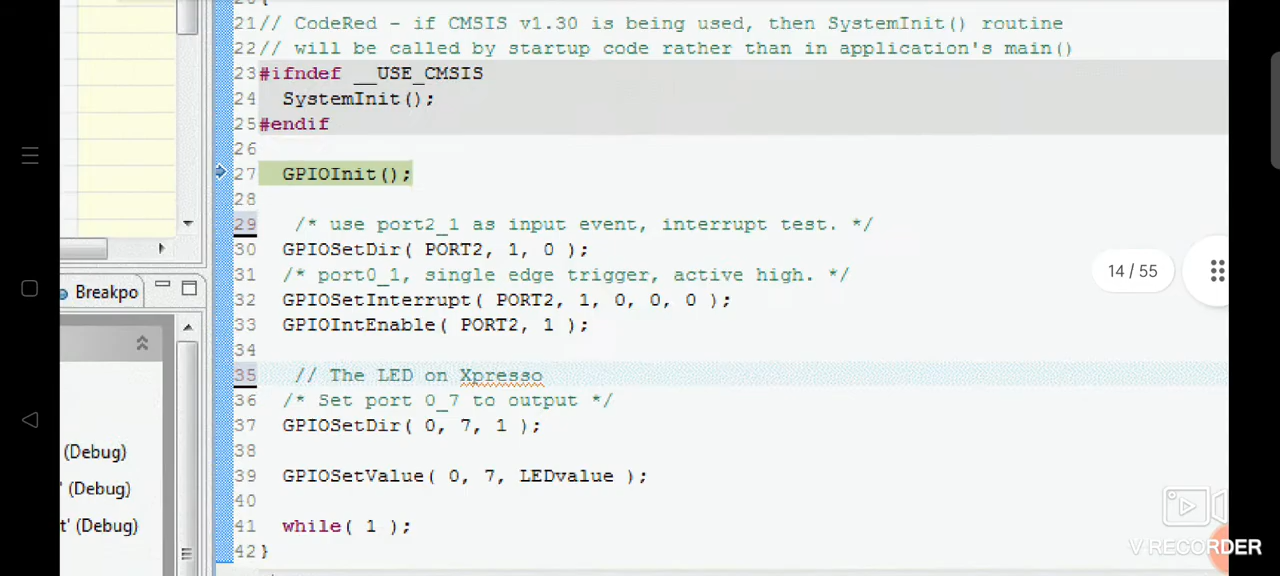 21// CodeRed - if CMSIS v1.30 is being used, then SystemInit() routine
22// will be called by startup code rather than in application's main()
23#ifndef __USE_CMSIS
24 SystemInit();
25#endif
26
27 GPIOInit();
28
29 /* use port2_1 as input event, interrupt test. */
30 GPIOSetDir( PORT2, 1, 0 );
31 /* port0_1, single edge trigger, active high. */
32 GPIOSetInterrupt( PORT2, 1, 0, 0, 0 );
33 GPIOIntEnable( PORT2, 1 );
34
35 // The LED on Xpresso
36 /* Set port 0_7 to output */
37 GPIOSetDir( 0, 7, 1 );
38
39 GPIOSetValue( 0, 7, LEDvalue );
40
41 while( 1 );
42}
Breakpo
(Debug)
' (Debug)
t' (Debug)
14 / 55
V RECORDER